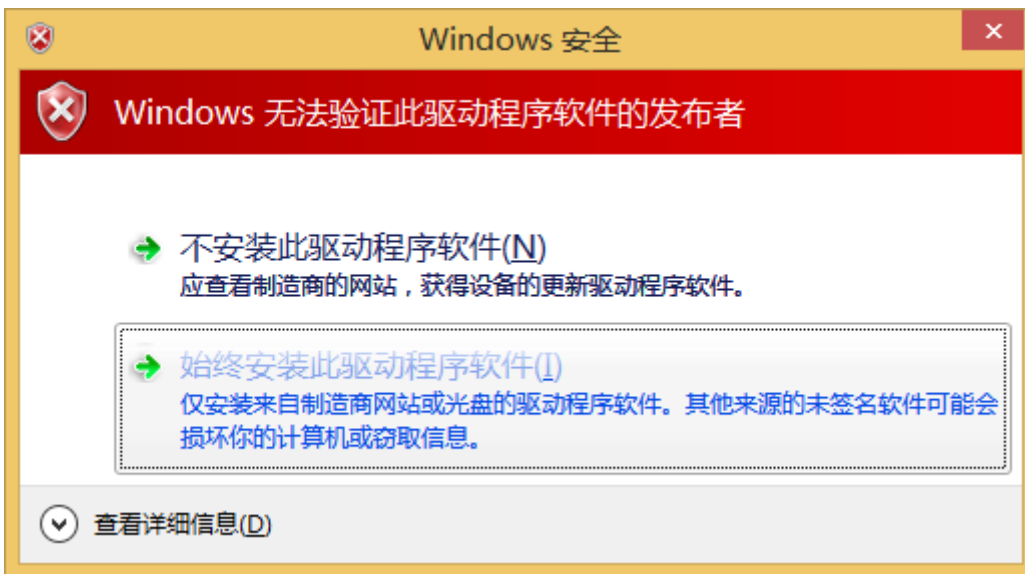 Windows 安全
Windows 无法验证此驱动程序软件的发布者
不安装此驱动程序软件(N)
应查看制造商的网站，获得设备的更新驱动程序软件。
始终安装此驱动程序软件(I)
仅安装来自制造商网站或光盘的驱动程序软件。其他来源的未签名软件可能会
损坏你的计算机或窃取信息。
查看详细信息(D)